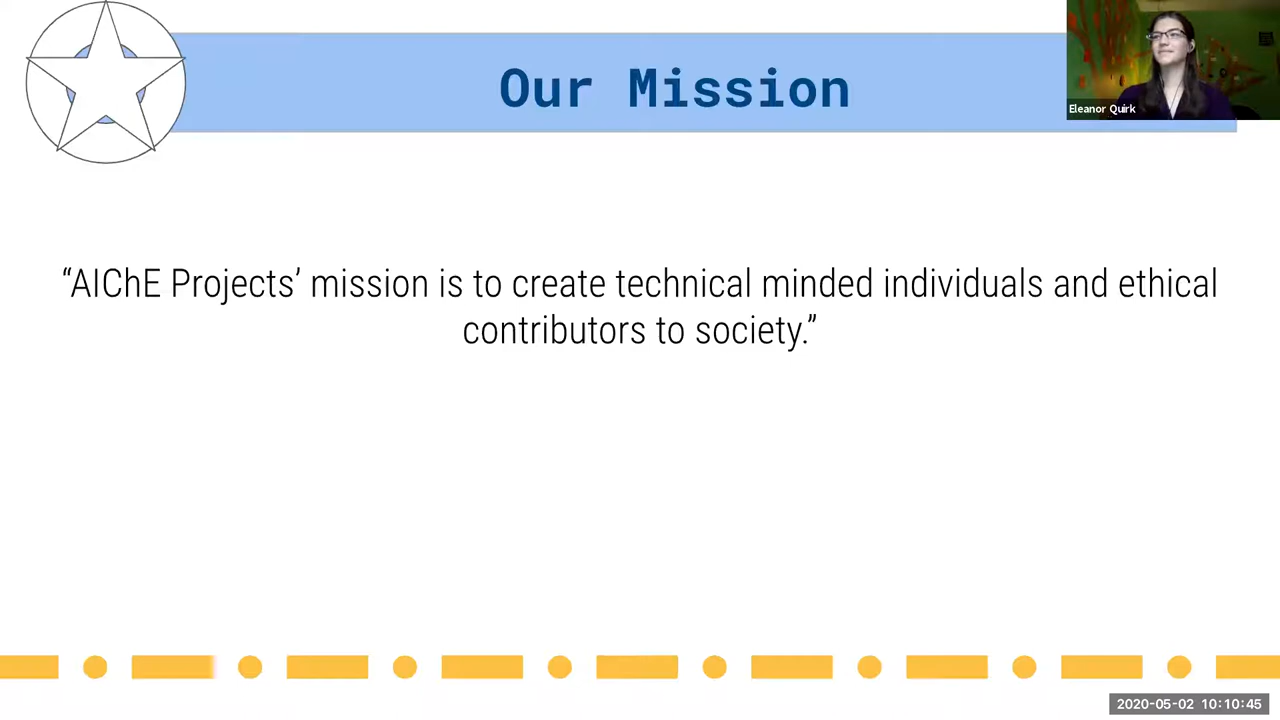 Our Mission
Eleanor Quirk
“AIChE Projects’ mission is to create technical minded individuals and ethical
contributors to society.”
2020-05-02 10:10:45